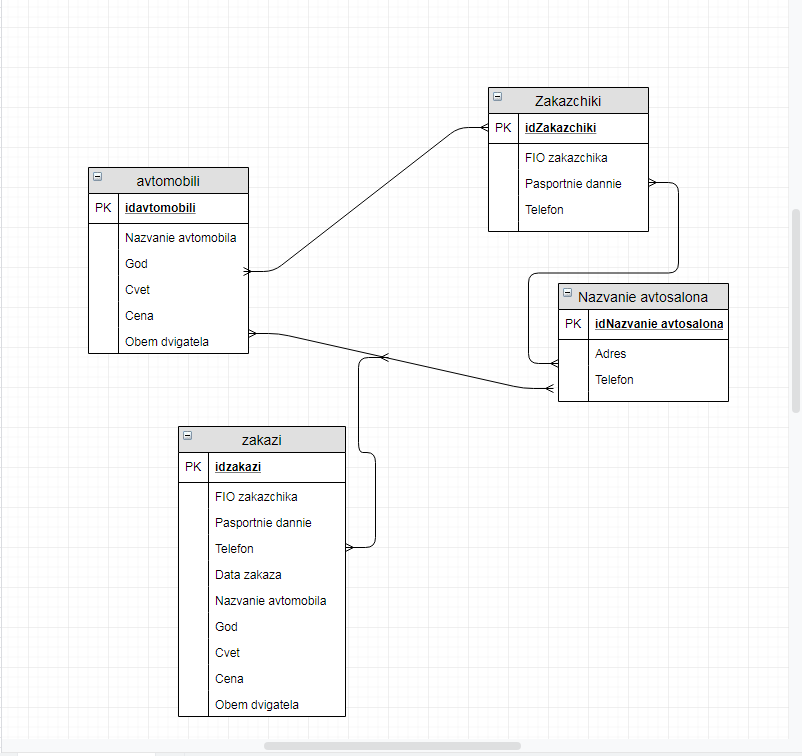 Zakazchiki
PK idZakazchiki
FIO zakazchika
Pasportnie dannie
Telefon
avtomobili
PK idavtomobili
Nazvanie avtomobila
God
Cvet
Cena
Obem dvigatela
Nazvanie avtosalona
PK idNazvanie avtosalona
Adres
Telefon
zakazi
PK idzakazi
FIO zakazchika
Pasportnie dannie
Telefon
Data zakaza
Nazvanie avtomobila
God
Cvet
Cena
Obem dvigatela